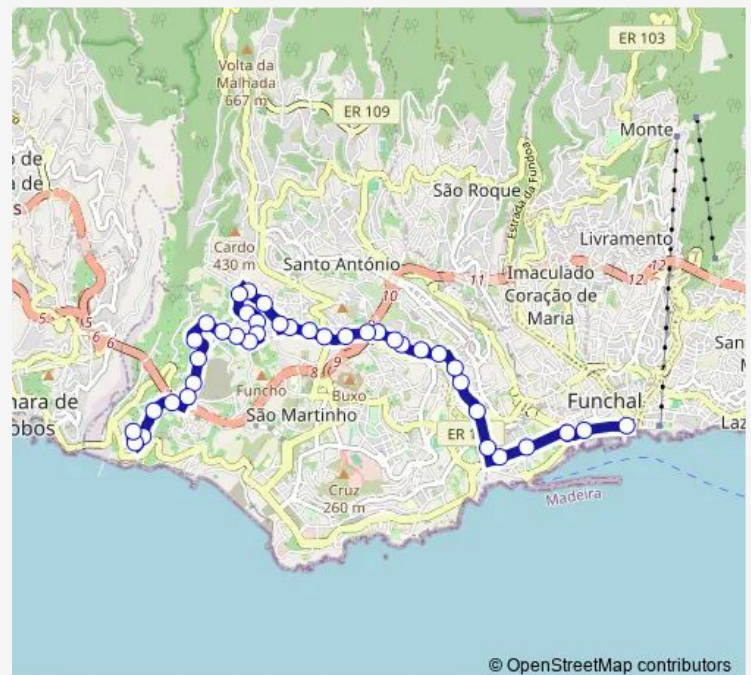 ER 103
Volta da
Malhada
667 m
ER 109
Monte
São Roque
Estrada da Fundoa
Cardo
430 m
Santo António
Livramento
Imaculado
Coração de
Maria
11
12
12
10
5
5
6
6
9
8
Funcho
São Martinho
Buxo
Funchal
ER 1
Cruz
260 m
Madeira
© OpenStreetMap contributors